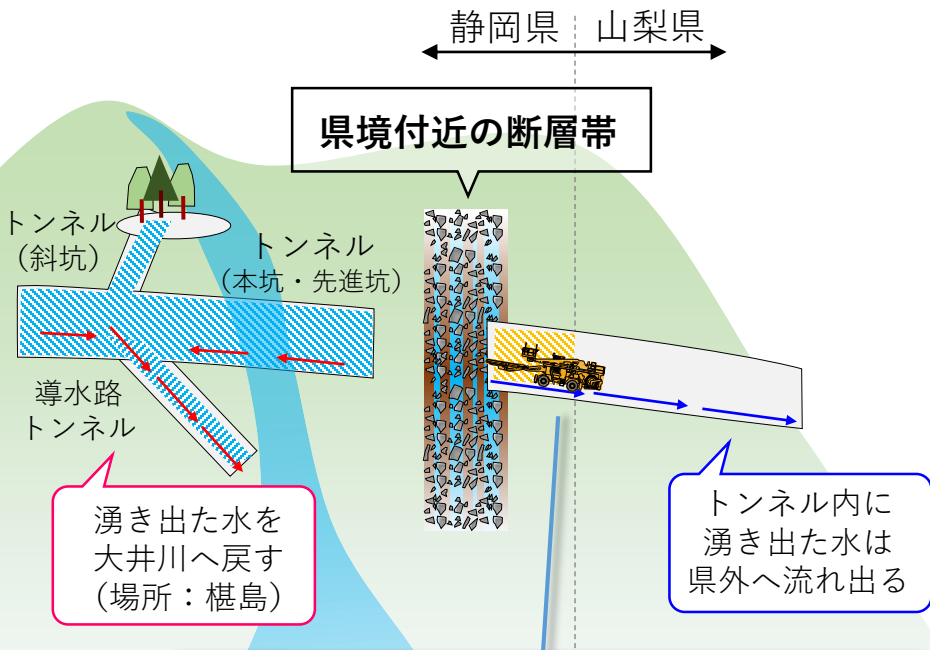 静岡県
山梨県
県境付近の断層帯
トンネル
(斜坑)
トンネル
(本坑・先進坑)
導水路
トンネル
湧き出た水を
大井川へ戻す
(場所：椹島)
トンネル内に
湧き出た水は
県外へ流れ出る